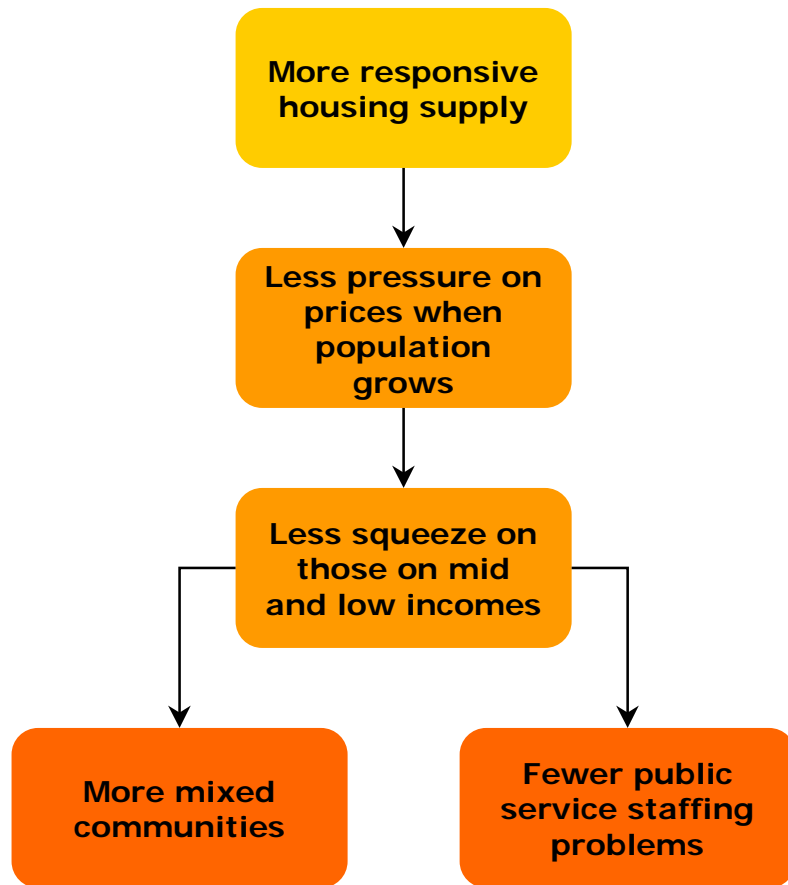 More responsive
housing supply
Less pressure on
prices when
population
grows
Less squeeze on
those on mid
and low incomes
More mixed
communities
Fewer public
service staffing
problems